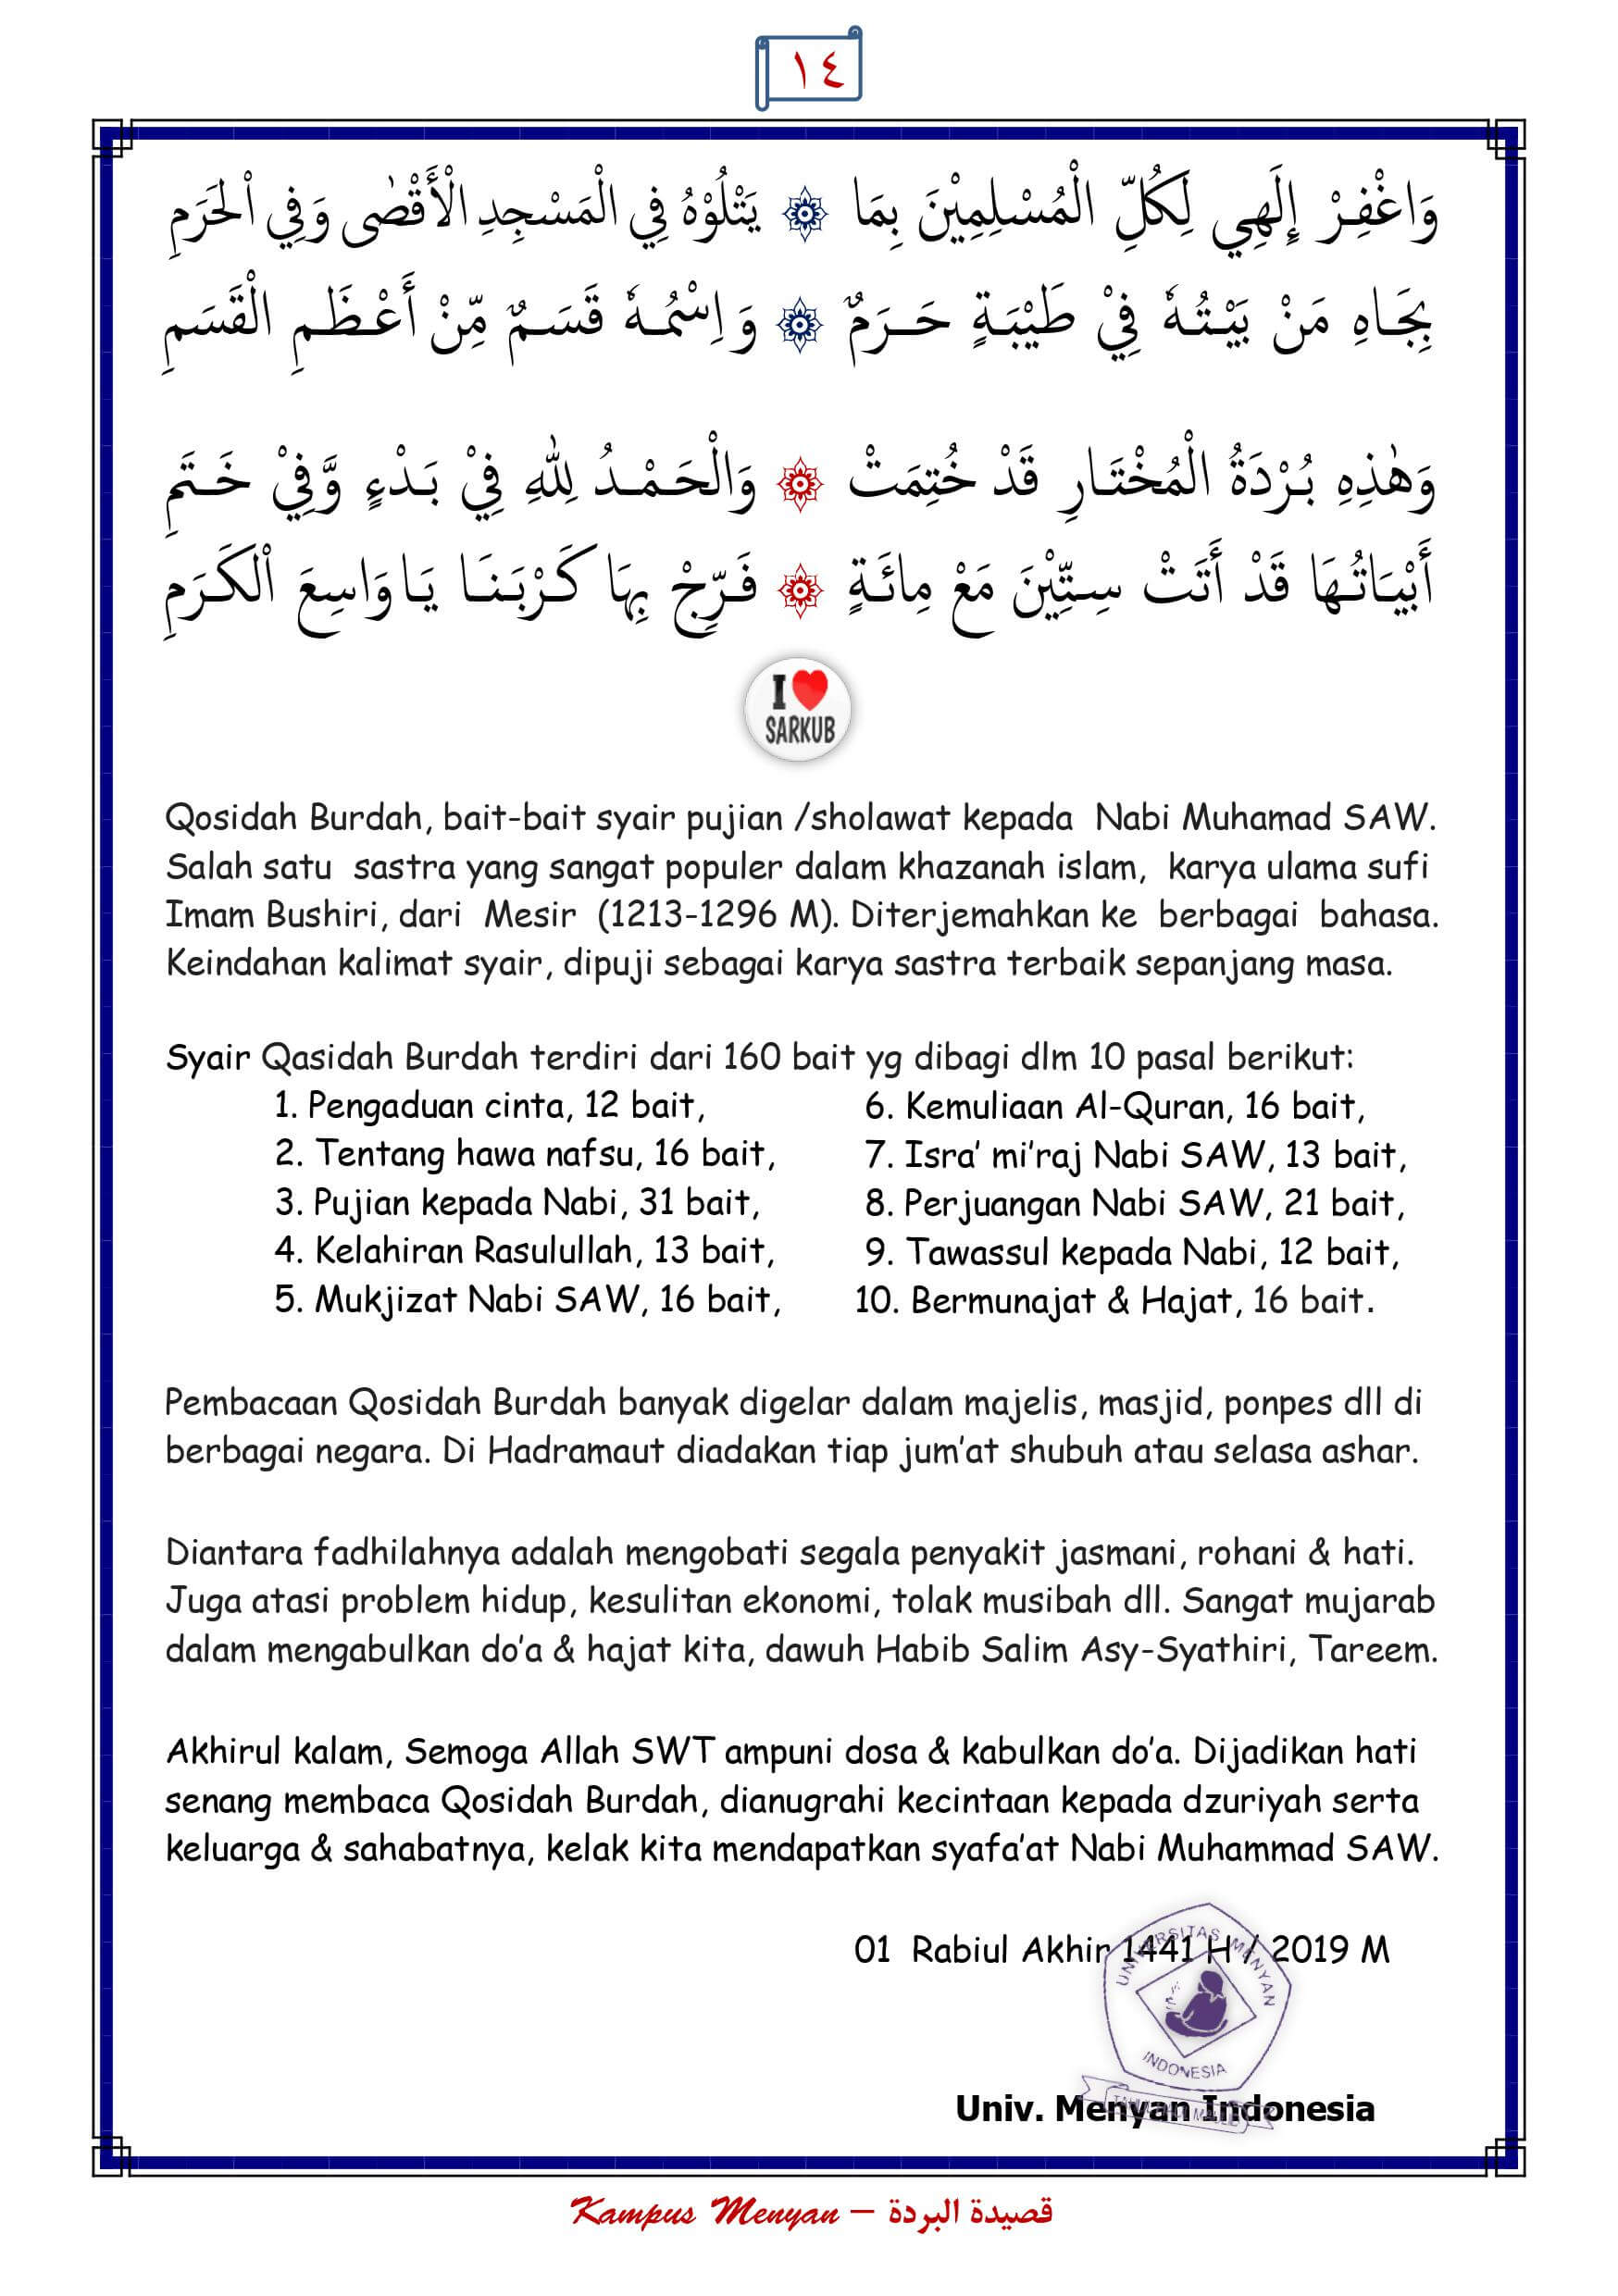 ١٤
وَاغْفِرْ إِلَهِي لِكُلِّ الْمُسْلِمِيْنَ بِمَا ۞ يَتْلُوْهُ فِي الْمَسْجِدِ الْأَقْصٰى وَفِي اْلحَرَمِ
بِجَاهِ مَنْ بَيْتُهٗ فِيْ طَيْبَةٍ حَرَمٌ ۞ وَاِسْمُهٗ قَسَمٌ مِّنْ أَعْظَمِ الْقَسَمِ
وَهٰذِهِ بُرْدَةُ الْمُخْتَارِ قَدْ خُتِمَتْ ۞ وَالْحَمْدُ لِلّٰهِ فِيْ بَدْءٍ وَّفِيْ خَتَمِ
أَبْيَاتُهَا قَدْ أَتَتْ سِتِّيْنَ مَعْ مِائَةٍ ۞ فَرِّجْ بِهَا كَرْبَنَا يَا وَاسِعَ اْلكَرَمِ
I ❤ SARKUB
Qosidah Burdah, bait-bait syair pujian /sholawat kepada Nabi Muhamad SAW.
Salah satu sastra yang sangat populer dalam khazanah islam, karya ulama sufi
Imam Bushiri, dari Mesir (1213-1296 M). Diterjemahkan ke berbagai bahasa.
Keindahan kalimat syair, dipuji sebagai karya sastra terbaik sepanjang masa.
Syair Qasidah Burdah terdiri dari 160 bait yg dibagi dlm 10 pasal berikut:
1. Pengaduan cinta, 12 bait,
2. Tentang hawa nafsu, 16 bait,
3. Pujian kepada Nabi, 31 bait,
4. Kelahiran Rasulullah, 13 bait,
5. Mukjizat Nabi SAW, 16 bait,
6. Kemuliaan Al-Quran, 16 bait,
7. Isra’ mi’raj Nabi SAW, 13 bait,
8. Perjuangan Nabi SAW, 21 bait,
9. Tawassul kepada Nabi, 12 bait,
10. Bermunajat & Hajat, 16 bait.
Pembacaan Qosidah Burdah banyak digelar dalam majelis, masjid, ponpes dll di
berbagai negara. Di Hadramaut diadakan tiap jum’at shubuh atau selasa ashar.
Diantara fadhilahnya adalah mengobati segala penyakit jasmani, rohani & hati.
Juga atasi problem hidup, kesulitan ekonomi, tolak musibah dll. Sangat mujarab
dalam mengabulkan do’a & hajat kita, dawuh Habib Salim Asy-Syathiri, Tareem.
Akhirul kalam, Semoga Allah SWT ampuni dosa & kabulkan do’a. Dijadikan hati
senang membaca Qosidah Burdah, dianugrahi kecintaan kepada dzuriyah serta
keluarga & sahabatnya, kelak kita mendapatkan syafa’at Nabi Muhammad SAW.
01 Rabiul Akhir 1441 H / 2019 M
UNIVERSITAS MENYAN
INDONESIA
Univ. Menyan Indonesia
Kampus Menyan – قصيدة البردة